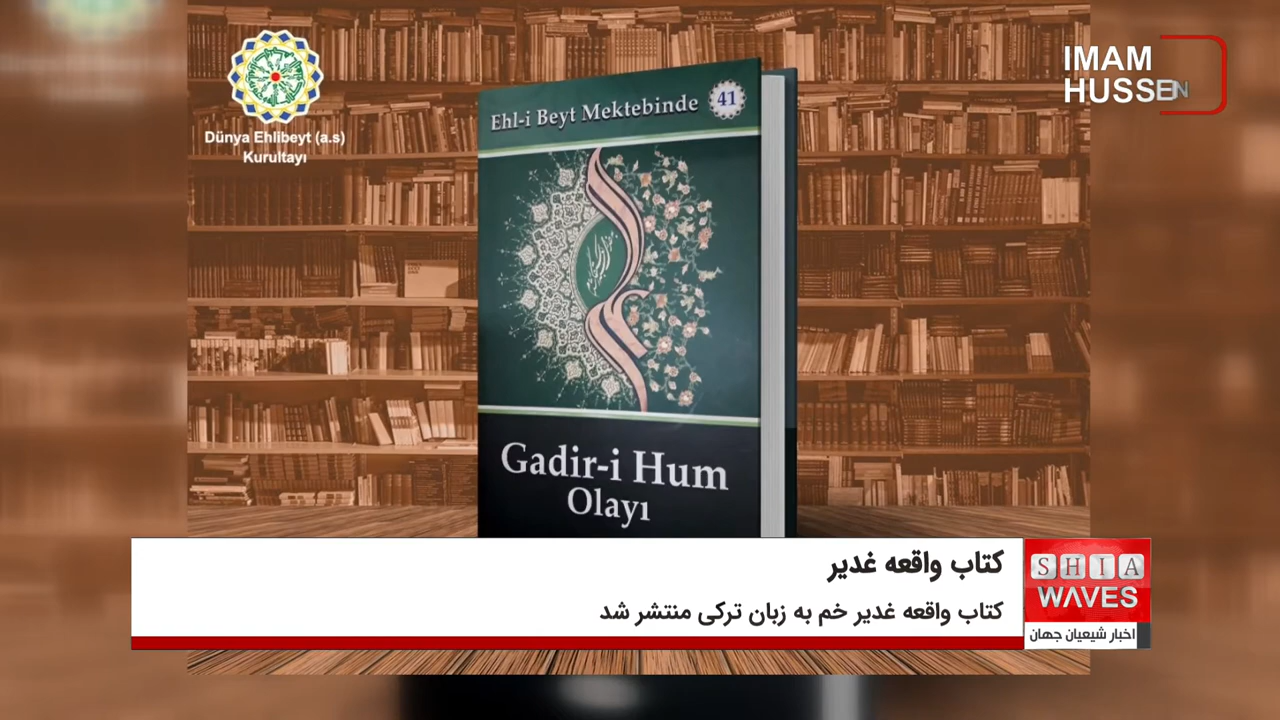 Dünya Ehlibeyt (a.s)
Kurultayı
IMAM
HUSSEIN
Ehl-i Beyt Mektebinde 41
Gadir-i Hum
Olayı
کتاب واقعه غدیر
کتاب واقعه غدیر خم به زبان ترکی منتشر شد
SHIA
WAVES
اخبار شیعیان جهان